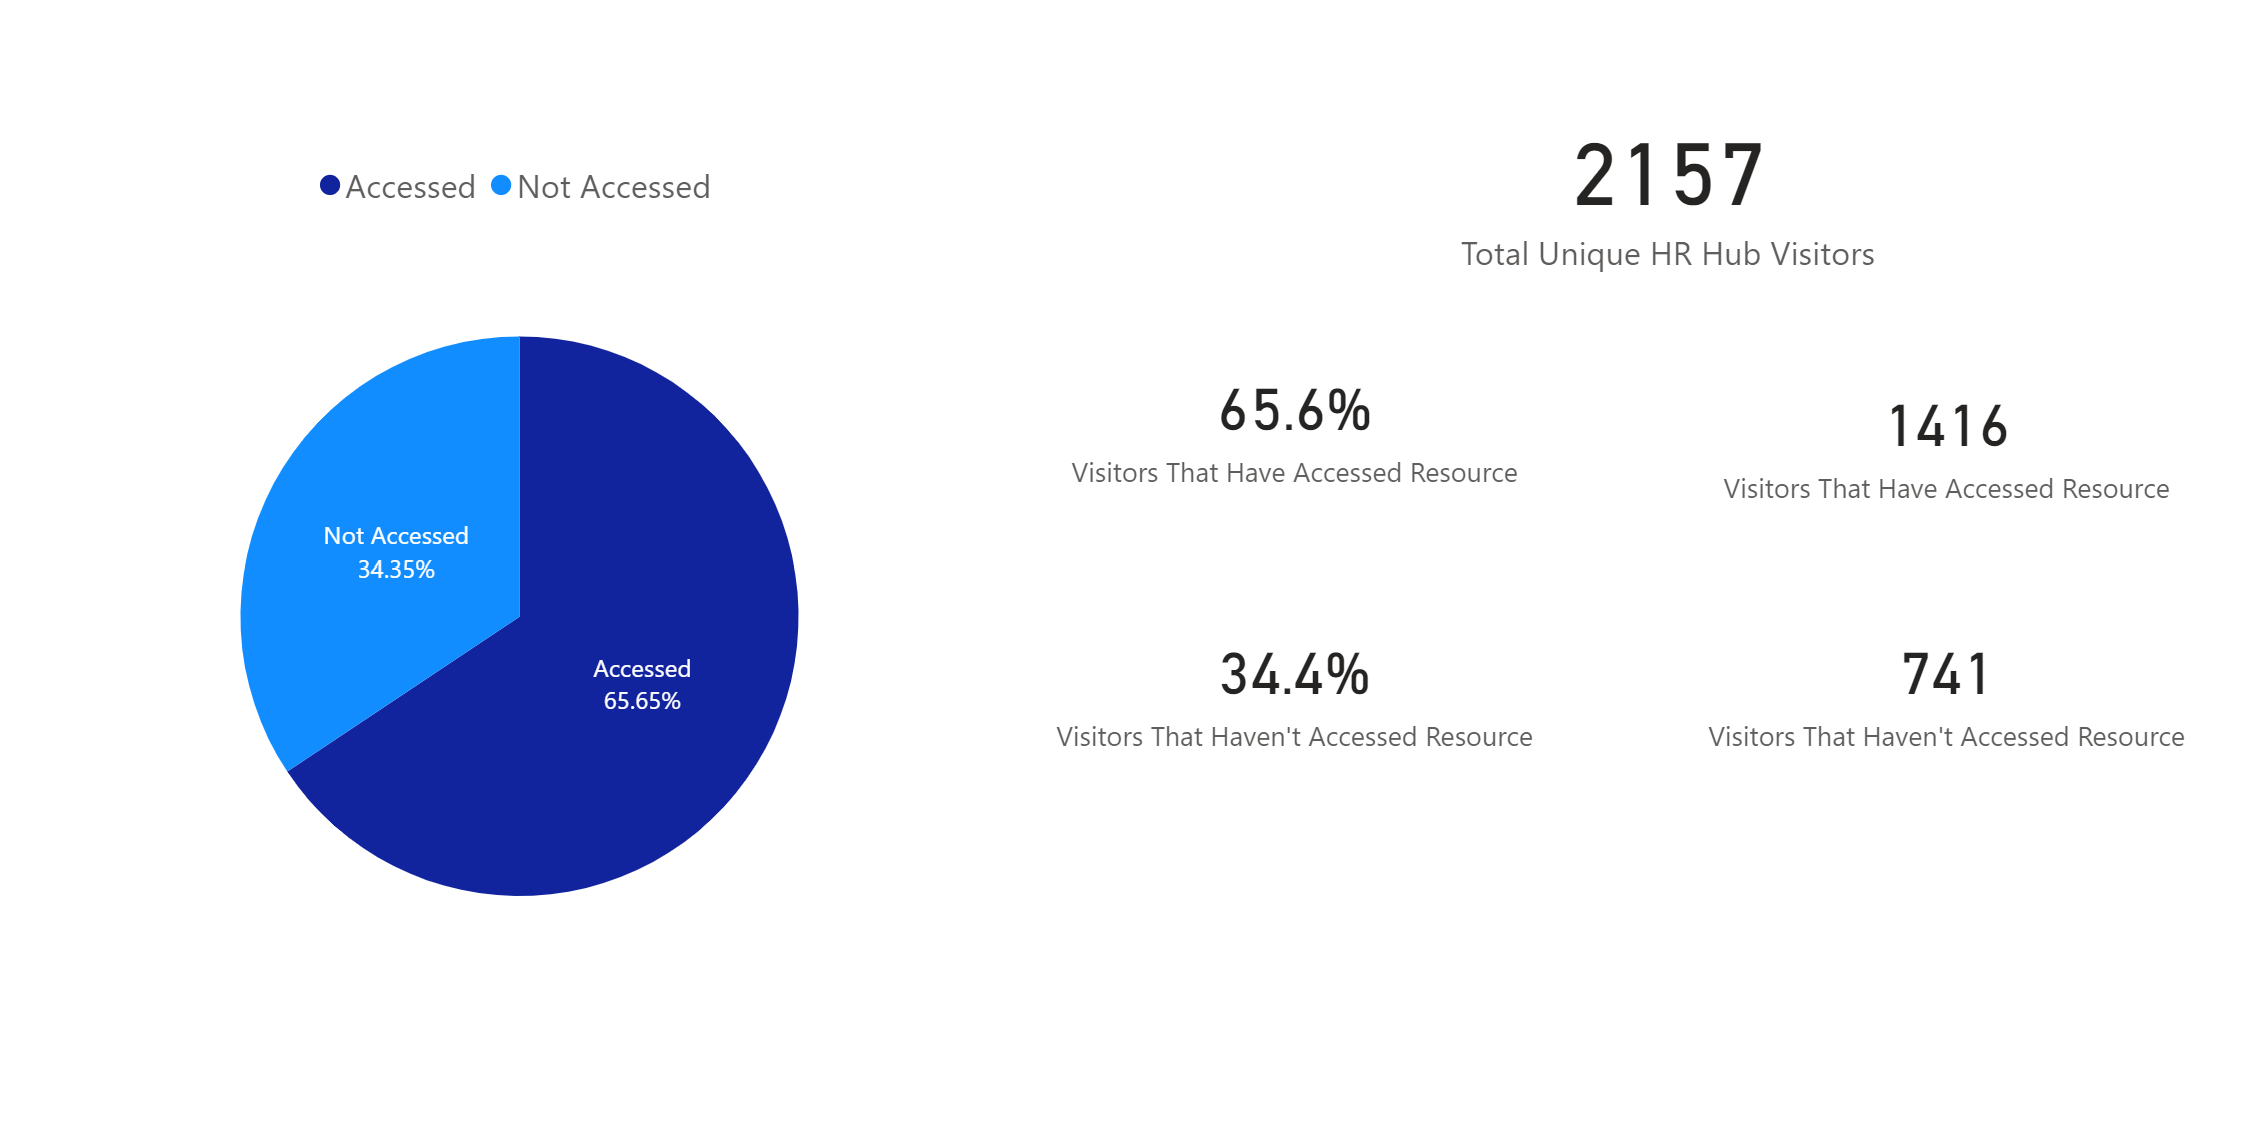 Accessed Not Accessed
Not Accessed
34.35%
Accessed
65.65%
2157
Total Unique HR Hub Visitors
65.6%
Visitors That Have Accessed Resource
1416
Visitors That Have Accessed Resource
34.4%
Visitors That Haven't Accessed Resource
741
Visitors That Haven't Accessed Resource